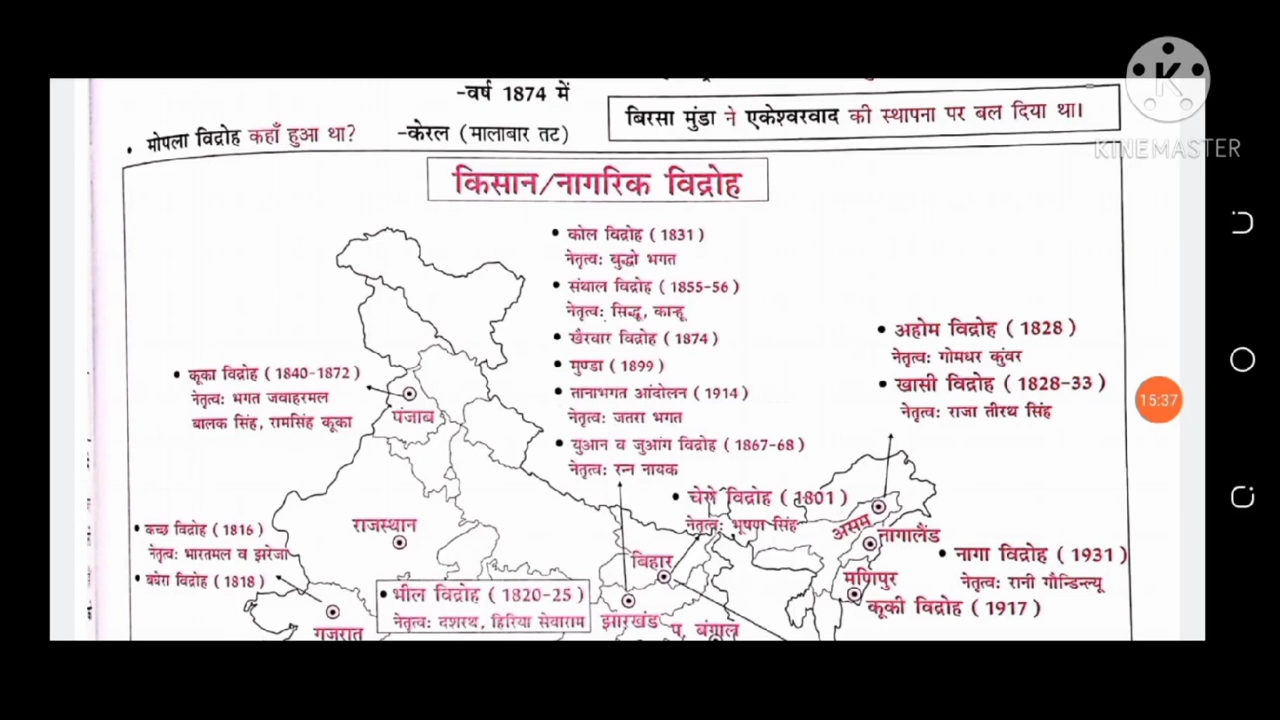 -वर्ष 1874 में
बिरसा मुंडा ने एकेश्वरवाद की स्थापना पर बल दिया था।
• मोपला विद्रोह कहाँ हुआ था? -केरल (मालाबार तट)
KINEMASTER
किसान/नागरिक विद्रोह
• कोल विद्रोह (1831)
नेतृत्व: बुद्धो भगत
• संथाल विद्रोह (1855-56)
नेतृत्व: सिद्धू, कान्हू
• खैरवार विद्रोह (1874)
• मुण्डा (1899)
• तानाभगत आंदोलन (1914)
नेतृत्व: जतरा भगत
• युआन व जुआंग विद्रोह (1867-68)
नेतृत्व: रत्न नायक
• अहोम विद्रोह (1828)
नेतृत्व: गोमधर कुंवर
• खासी विद्रोह (1828-33)
नेतृत्व: राजा तीरथ सिंह
15:37
• कूका विद्रोह (1840-1872)
नेतृत्व: भगत जवाहरमल
बालक सिंह, रामसिंह कूका
पंजाब
• चेरो विद्रोह (1801)
नेतृत्व: भूषण सिंह
राजस्थान
• कच्छ विद्रोह (1816)
नेतृत्व: भारतमल व झरेजा
• बघेरा विद्रोह (1818)
गुजरात
• भील विद्रोह (1820-25)
नेतृत्व: दशरथ, हिरिया सेवाराम
बिहार
झारखंड
प. बंगाल
असम
नागालैंड
• नागा विद्रोह (1931)
नेतृत्व: रानी गौन्डिन्ल्यू
मणिपुर
कूकी विद्रोह (1917)